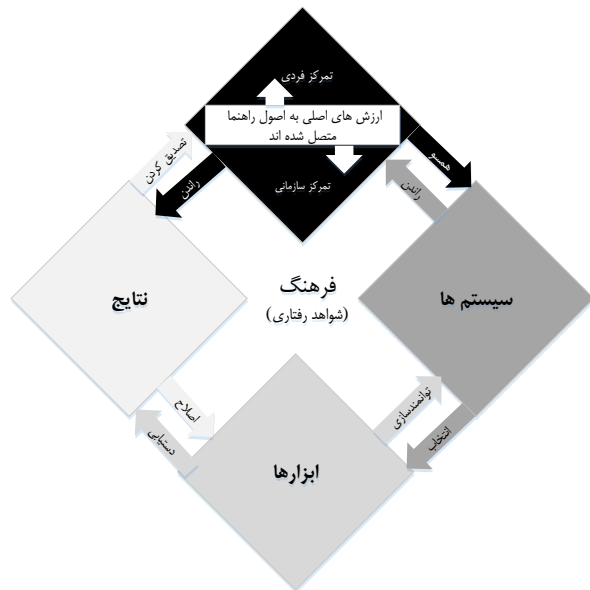 تمرکز فردی
ارزش های اصلی به اصول راهنما
متصل شده اند
تمرکز سازمانی
تصدیق کردن
راندن
همسو
راندن
نتایج
فرهنگ
(شواهد رفتاری)
سیستم ها
اصلاح
دستیابی
توانمندسازی
انتخاب
ابزارها